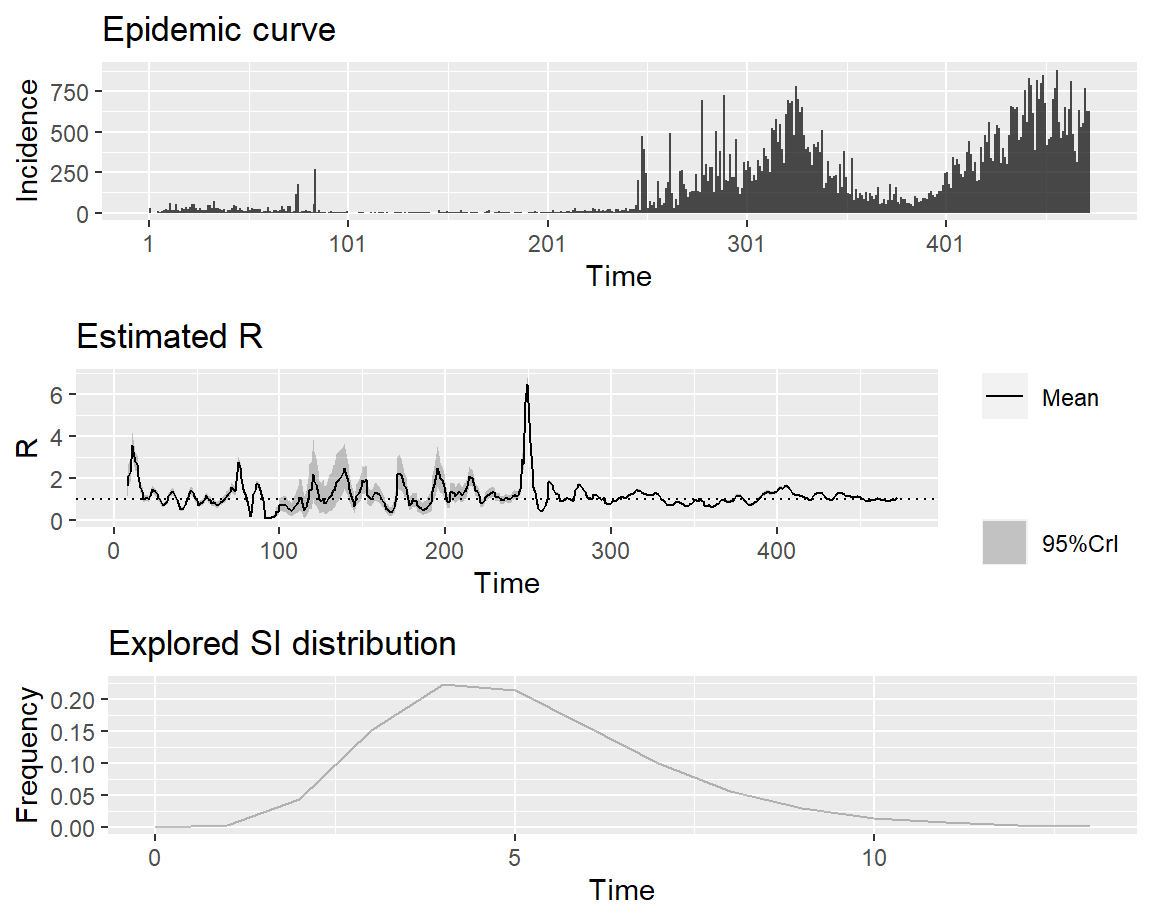 Epidemic curve
Incidence
750
500
250
0
1 101 201 301 401
Time
Estimated R
R
6
4
2
0
0 100 200 300 400
Time
Mean
95%CrI
Explored SI distribution
Frequency
0.20
0.15
0.10
0.05
0.00
0 5 10
Time